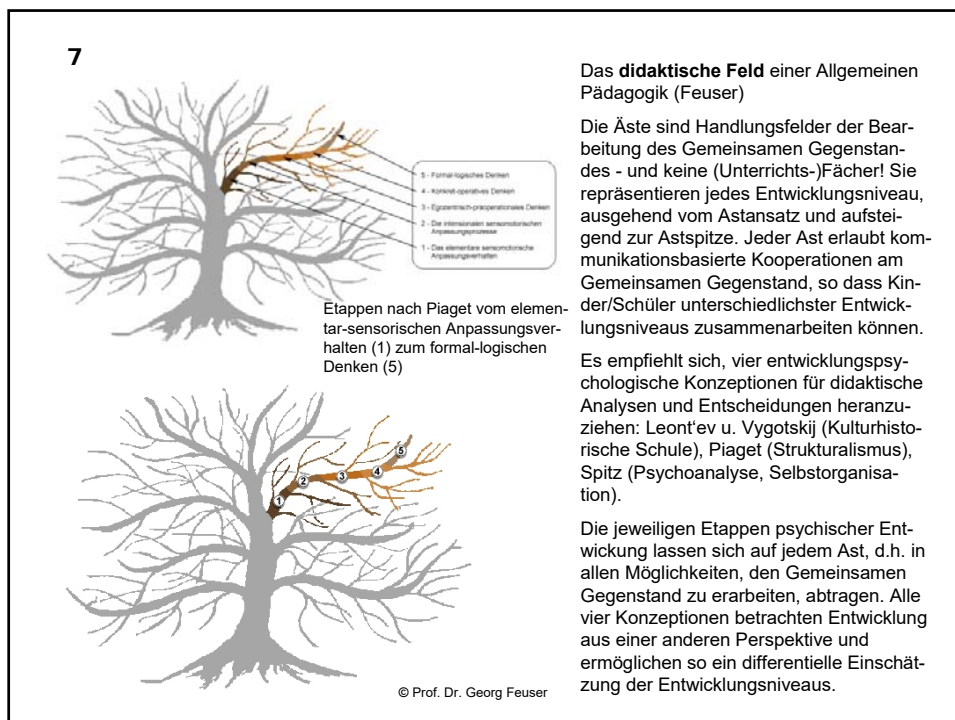 7
Das didaktische Feld einer Allgemeinen
Pädagogik (Feuser)
Die Äste sind Handlungsfelder der Bear-
beitung des Gemeinsamen Gegenstan-
des - und keine (Unterrichts-)Fächer! Sie
repräsentieren jedes Entwicklungsniveau,
ausgehend vom Astansatz und aufstei-
gend zur Astspitze. Jeder Ast erlaubt kom-
munikationsbasierte Kooperationen am
Gemeinsamen Gegenstand, so dass Kin-
der/Schüler unterschiedlichster Entwick-
lungsniveaus zusammenarbeiten können.
Es empfiehlt sich, vier entwicklungspsy-
chologische Konzeptionen für didaktische
Analysen und Entscheidungen heranzu-
ziehen: Leont‘ev u. Vygotskij (Kulturhisto-
rische Schule), Piaget (Strukturalismus),
Spitz (Psychoanalyse, Selbstorganisa-
tion).
Die jeweiligen Etappen psychischer Ent-
wickung lassen sich auf jedem Ast, d.h. in
allen Möglichkeiten, den Gemeinsamen
Gegenstand zu erarbeiten, abtragen. Alle
vier Konzeptionen betrachten Entwicklung
aus einer anderen Perspektive und
ermöglichen so ein differentielle Einschät-
zung der Entwicklungsniveaus.
5 - Formal-logisches Denken
4 - Konkret-operatives Denken
3 - Egozentrisch-präoperationales Denken
2 - Die intensionalen sensomotorischen
Anpassungsprozesse
1 - Das elementare sensomotorische
Anpassungsverhalten
Etappen nach Piaget vom elemen-
tar-sensorischen Anpassungsver-
halten (1) zum formal-logischen
Denken (5)
1
2
3
4
5
© Prof. Dr. Georg Feuser